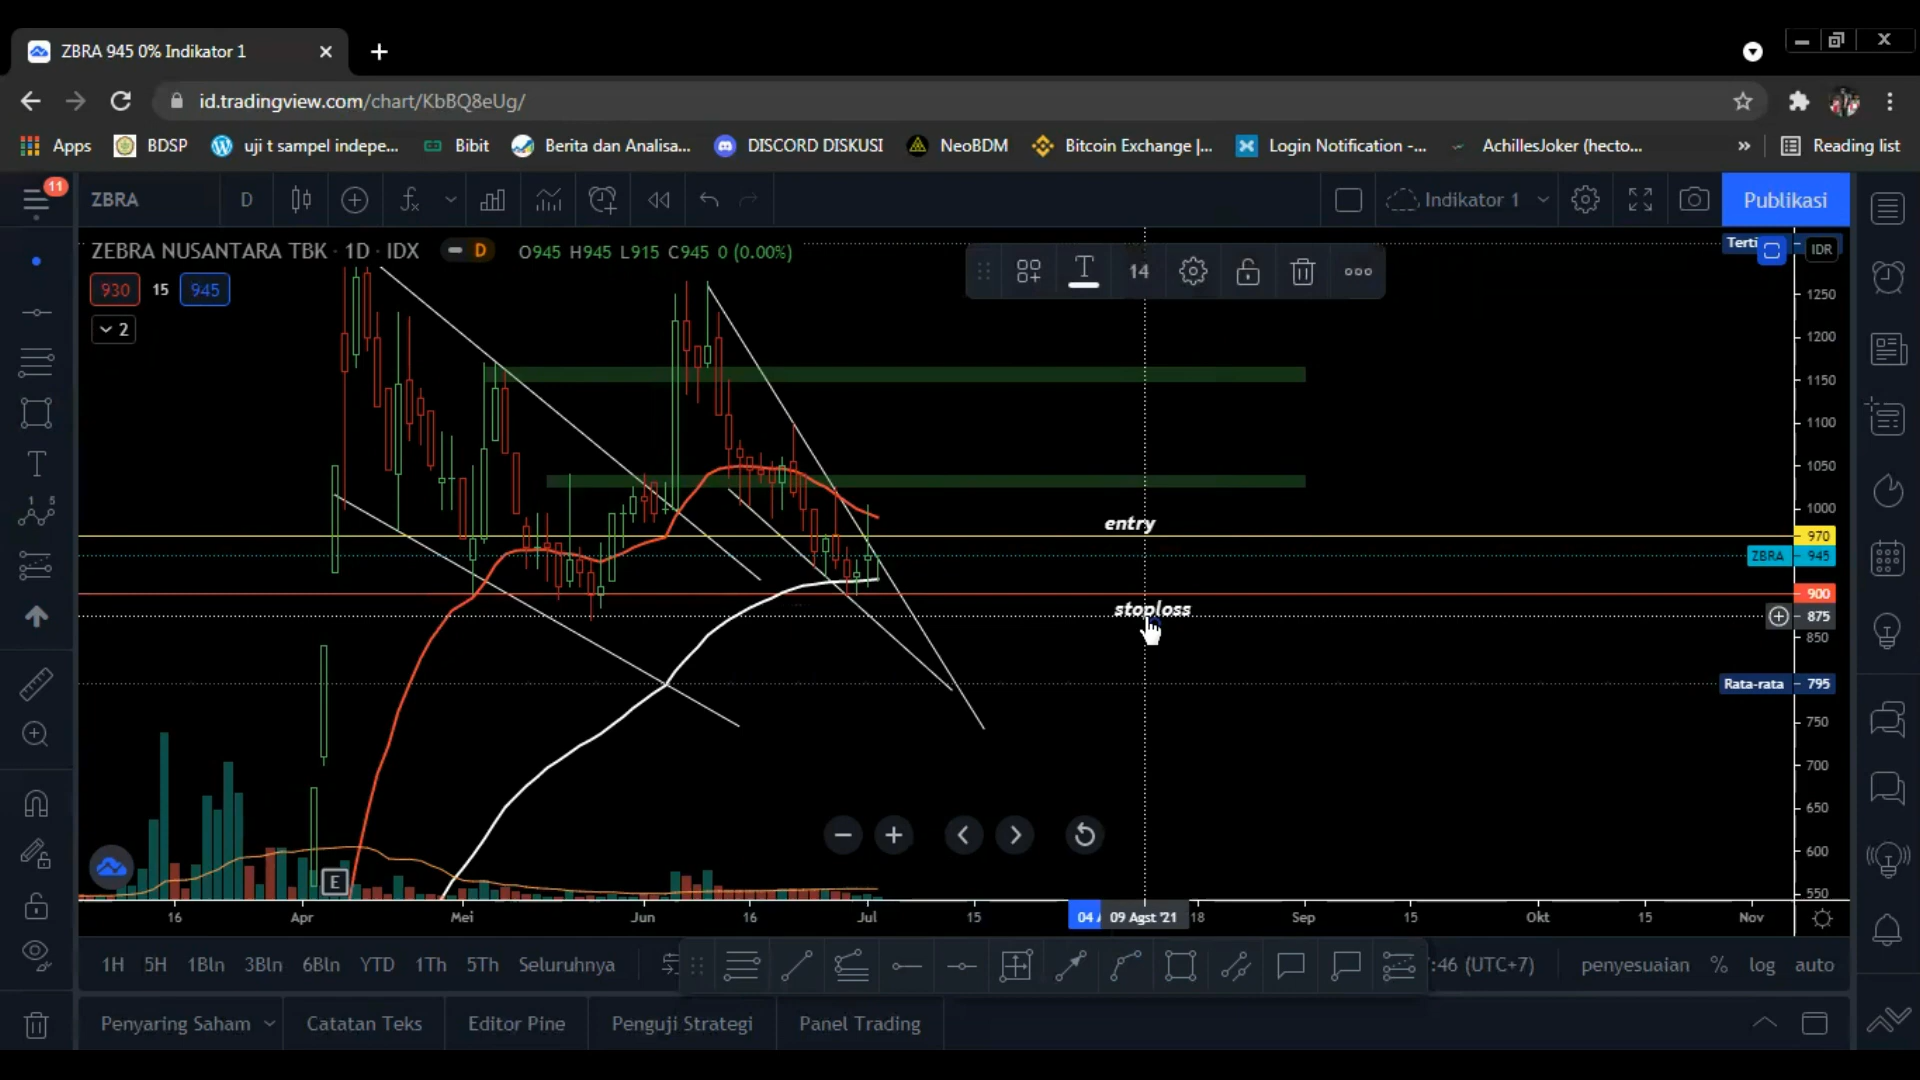 ZBRA 945 0% Indikator 1
id.tradingview.com/chart/KbBQ8eUg/
Apps BDSP uji t sampel indepe... Bibit Berita dan Analisa... DISCORD DISKUSI NeoBDM Bitcoin Exchange |... Login Notification -... AchillesJoker (hecto... » Reading list
11
ZBRA D Indikator 1 Publikasi
ZEBRA NUSANTARA TBK · 1D · IDX D O945 H945 L915 C945 0 (0.00%)
T 14
Terti IDR
930 15 945
2
1250
1200
1150
1100
1050
1000
entry
970
ZBRA 945
900
stoploss
875
850
Rata-rata 795
750
700
650
600
550
E
16 Apr Mei Jun 16 Jul 15 04 A 09 Agst '21 18 Sep 15 Okt 15 Nov
1H 5H 1Bln 3Bln 6Bln YTD 1Th 5Th Seluruhnya :46 (UTC+7) penyesuaian % log auto
Penyaring Saham Catatan Teks Editor Pine Penguji Strategi Panel Trading